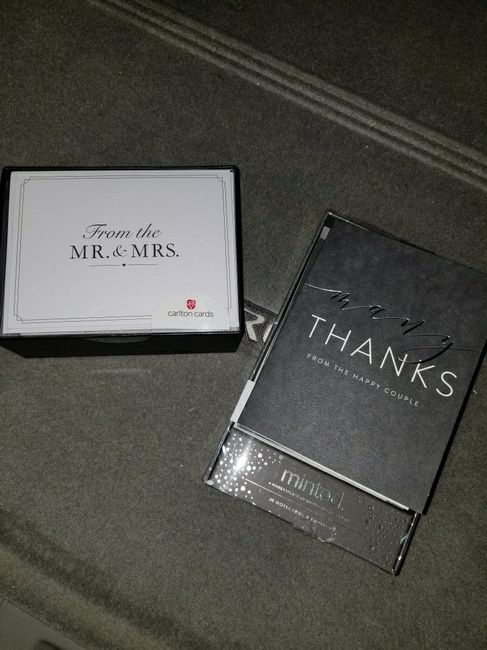 From the
MR. & MRS.
carlton cards
many
THANKS
FROM THE HAPPY COUPLE
minted.